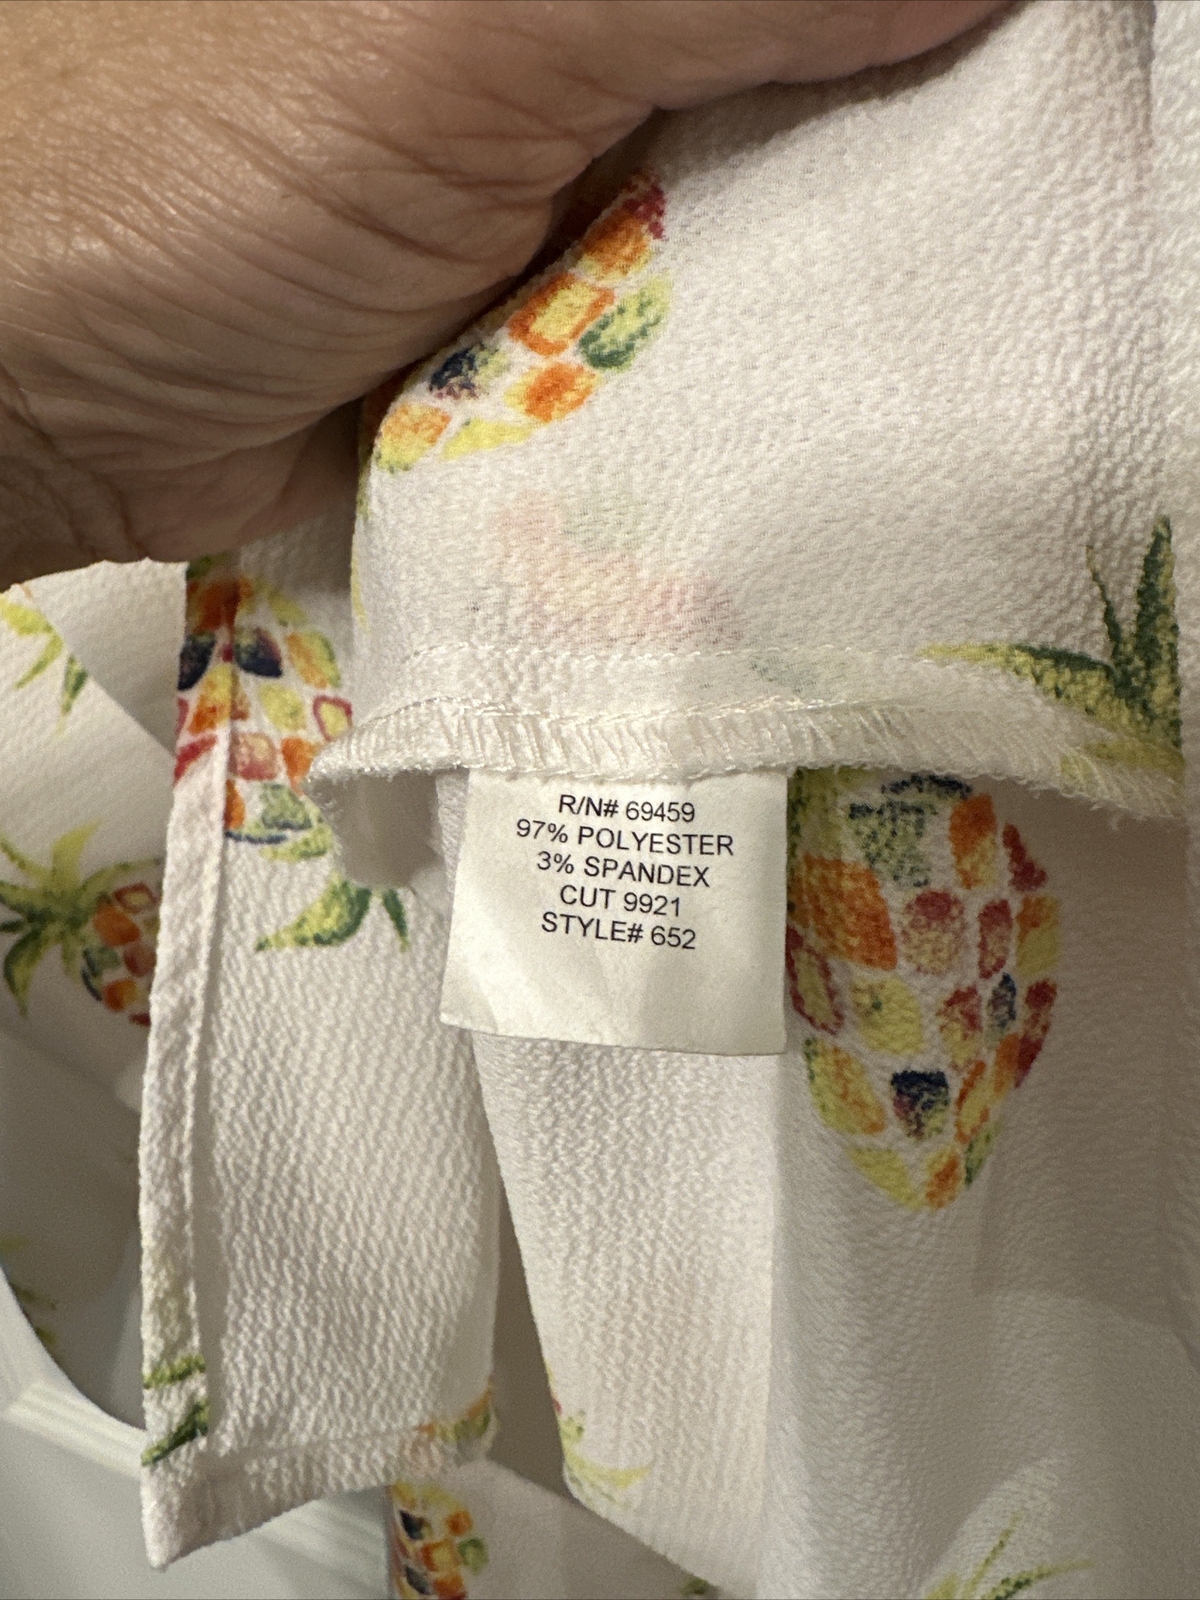 R/N# 69459
97% POLYESTER
3% SPANDEX
CUT 9921
STYLE# 652